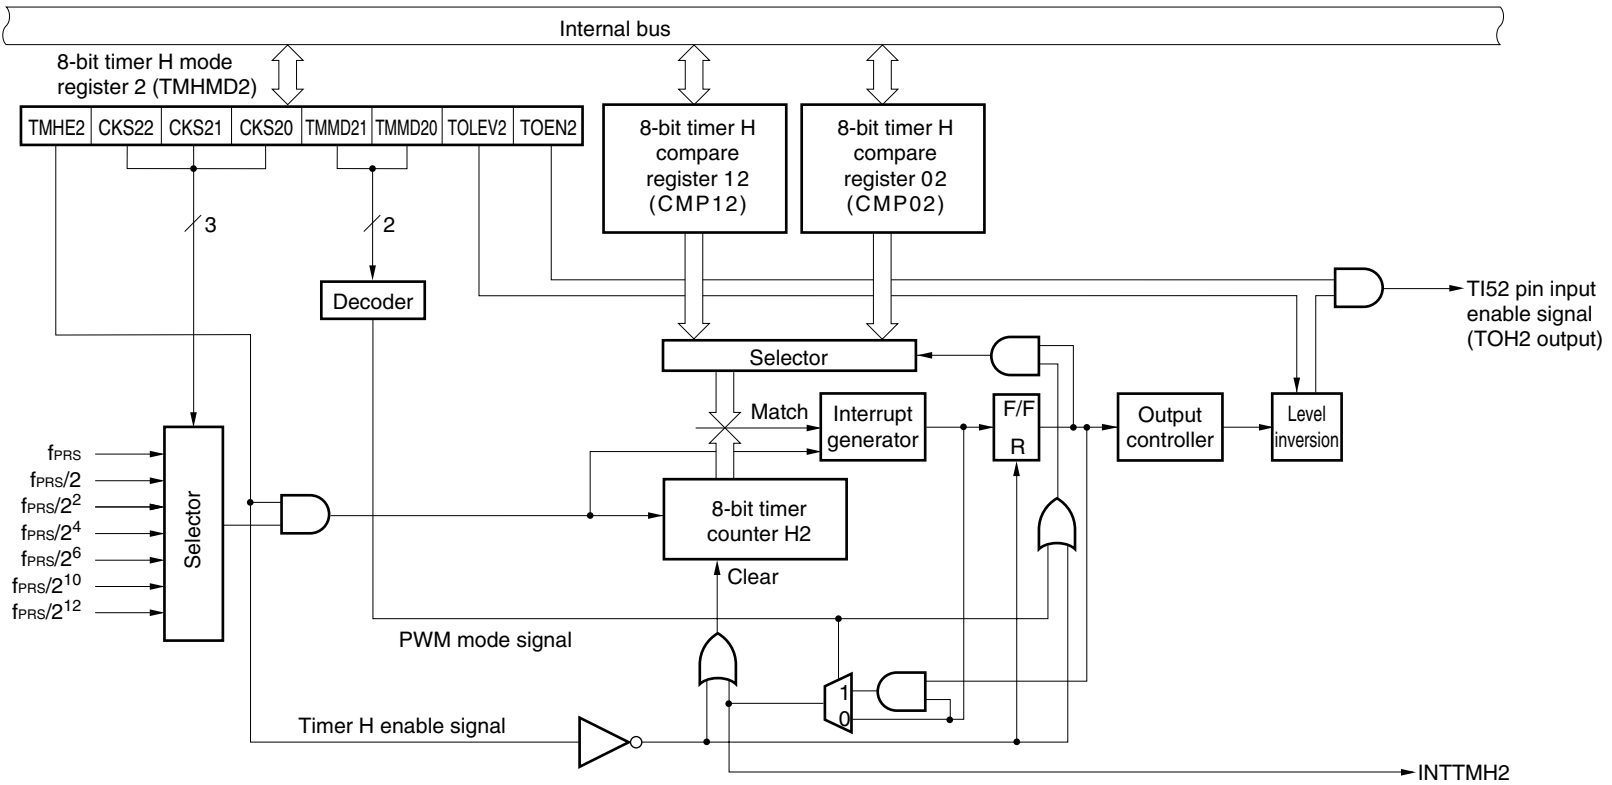 Internal bus
8-bit timer H mode
register 2 (TMHMD2)
TMHE2 CKS22 CKS21 CKS20 TMMD21 TMMD20 TOLEV2 TOEN2
8-bit timer H
compare
register 12
(CMP12)
8-bit timer H
compare
register 02
(CMP02)
3
2
Decoder
TI52 pin input
enable signal
(TOH2 output)
Selector
Match
Interrupt
generator
F/F
R
Output
controller
Level
inversion
fPRS
fPRS/2
fPRS/2²
fPRS/2⁴
fPRS/2⁶
fPRS/2¹⁰
fPRS/2¹²
Selector
8-bit timer
counter H2
Clear
PWM mode signal
1
0
Timer H enable signal
INTTMH2